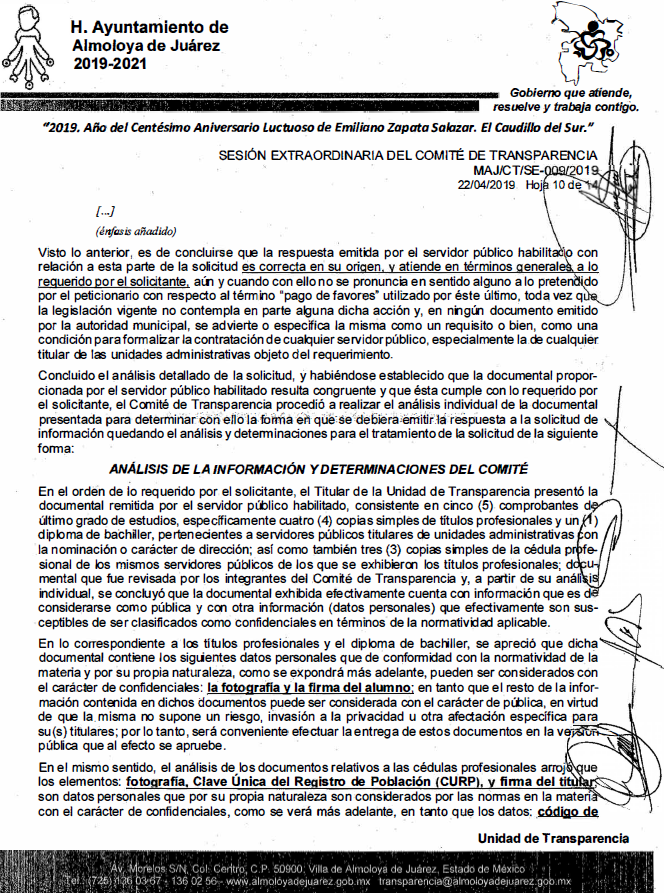 H. Ayuntamiento de
Almoloya de Juárez
2019-2021
Gobierno que atiende,
resuelve y trabaja contigo.
"2019. Año del Centésimo Aniversario Luctuoso de Emiliano Zapata Salazar. El Caudillo del Sur."
SESIÓN EXTRAORDINARIA DEL COMITÉ DE TRANSPARENCIA
MAJ/CT/SE-009/2019
22/04/2019 Hoja 10 de 14
[...]
(énfasis añadido)
Visto lo anterior, es de concluirse que la respuesta emitida por el servidor público habilitado con
relación a esta parte de la solicitud es correcta en su origen, y atiende en términos generales a lo
requerido por el solicitante, aún y cuando con ello no se pronuncia en sentido alguno a lo pretendido
por el peticionario con respecto al término "pago de favores" utilizado por éste último, toda vez que
la legislación vigente no contempla en parte alguna dicha acción y, en ningún documento emitido
por la autoridad municipal, se advierte o especifica la misma como un requisito o bien, como una
condición para formalizar la contratación de cualquier servidor público, especialmente la de cualquier
titular de las unidades administrativas objeto del requerimiento.
Concluido el análisis detallado de la solicitud, y habiéndose establecido que la documental propor-
cionada por el servidor público habilitado resulta congruente y que ésta cumple con lo requerido por
el solicitante, el Comité de Transparencia procedió a realizar el análisis individual de la documental
presentada para determinar con ello la forma en que se debiera emitir la respuesta a la solicitud de
información quedando el análisis y determinaciones para el tratamiento de la solicitud de la siguiente
forma:
ANÁLISIS DE LA INFORMACIÓN Y DETERMINACIONES DEL COMITÉ
En el orden de lo requerido por el solicitante, el Titular de la Unidad de Transparencia presentó la
documental remitida por el servidor público habilitado, consistente en cinco (5) comprobantes de
último grado de estudios, específicamente cuatro (4) copias simples de títulos profesionales y un (1)
diploma de bachiller, pertenecientes a servidores públicos titulares de unidades administrativas con
la nominación o carácter de dirección; así como también tres (3) copias simples de la cédula profe-
sional de los mismos servidores públicos de los que se exhibieron los títulos profesionales; docu-
mental que fue revisada por los integrantes del Comité de Transparencia y, a partir de su análisis
individual, se concluyó que la documental exhibida efectivamente cuenta con información que es de
considerarse como pública y con otra información (datos personales) que efectivamente son sus-
ceptibles de ser clasificados como confidenciales en términos de la normatividad aplicable.
En lo correspondiente a los títulos profesionales y el diploma de bachiller, se apreció que dicha
documental contiene los siguientes datos personales que de conformidad con la normatividad de la
materia y por su propia naturaleza, como se expondrá más adelante, pueden ser considerados con
el carácter de confidenciales: la fotografía y la firma del alumno; en tanto que el resto de la infor-
mación contenida en dichos documentos puede ser considerada con el carácter de pública, en virtud
de que la misma no supone un riesgo, invasión a la privacidad u otra afectación específica para
su(s) titulares; por lo tanto, será conveniente efectuar la entrega de estos documentos en la versión
pública que al efecto se apruebe.
En el mismo sentido, el análisis de los documentos relativos a las cédulas profesionales arrojó que
los elementos: fotografía, Clave Única del Registro de Población (CURP), y firma del titular,
son datos personales que por su propia naturaleza son considerados por las normas en la materia
con el carácter de confidenciales, como se verá más adelante, en tanto que los datos: código de
Unidad de Transparencia
Av. Morelos S/N, Col. Centro, C.P. 50900, Villa de Almoloya de Juárez, Estado de México
Tel.: (725) 136 03 67 - 136 02 56 - www.almoloyadejuarez.gob.mx transparencia@almoloyadejuarez.gob.mx